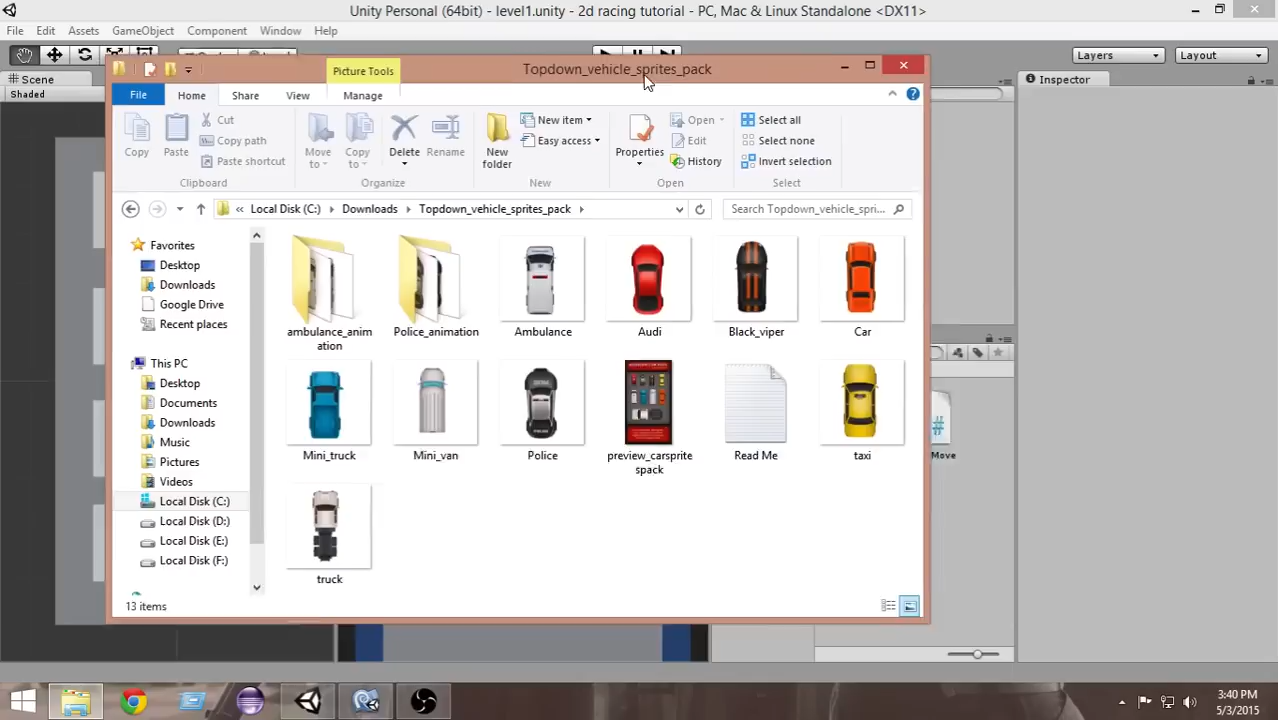 Unity Personal (64bit) - level1.unity - 2d racing tutorial - PC, Mac & Linux Standalone <DX11>
File Edit Assets GameObject Component Window Help
Layers Layout
Scene
Inspector
Shaded
Picture Tools
Topdown_vehicle_sprites_pack
File Home Share View Manage
Copy
Paste
Cut
Copy path
Paste shortcut
Clipboard
Move to
Copy to
Delete
Rename
Organize
New folder
New item
Easy access
New
Properties
Open
Edit
History
Open
Select all
Select none
Invert selection
Select
« Local Disk (C:) Downloads Topdown_vehicle_sprites_pack
Search Topdown_vehicle_spri...
Favorites
Desktop
Downloads
Google Drive
Recent places
This PC
Desktop
Documents
Downloads
Music
Pictures
Videos
Local Disk (C:)
Local Disk (D:)
Local Disk (E:)
Local Disk (F:)
ambulance_anim
ation
Police_animation
Ambulance
Audi
Black_viper
Car
Mini_truck
Mini_van
Police
preview_carsprite
spack
Read Me
taxi
truck
Move
13 items
3:40 PM
5/3/2015